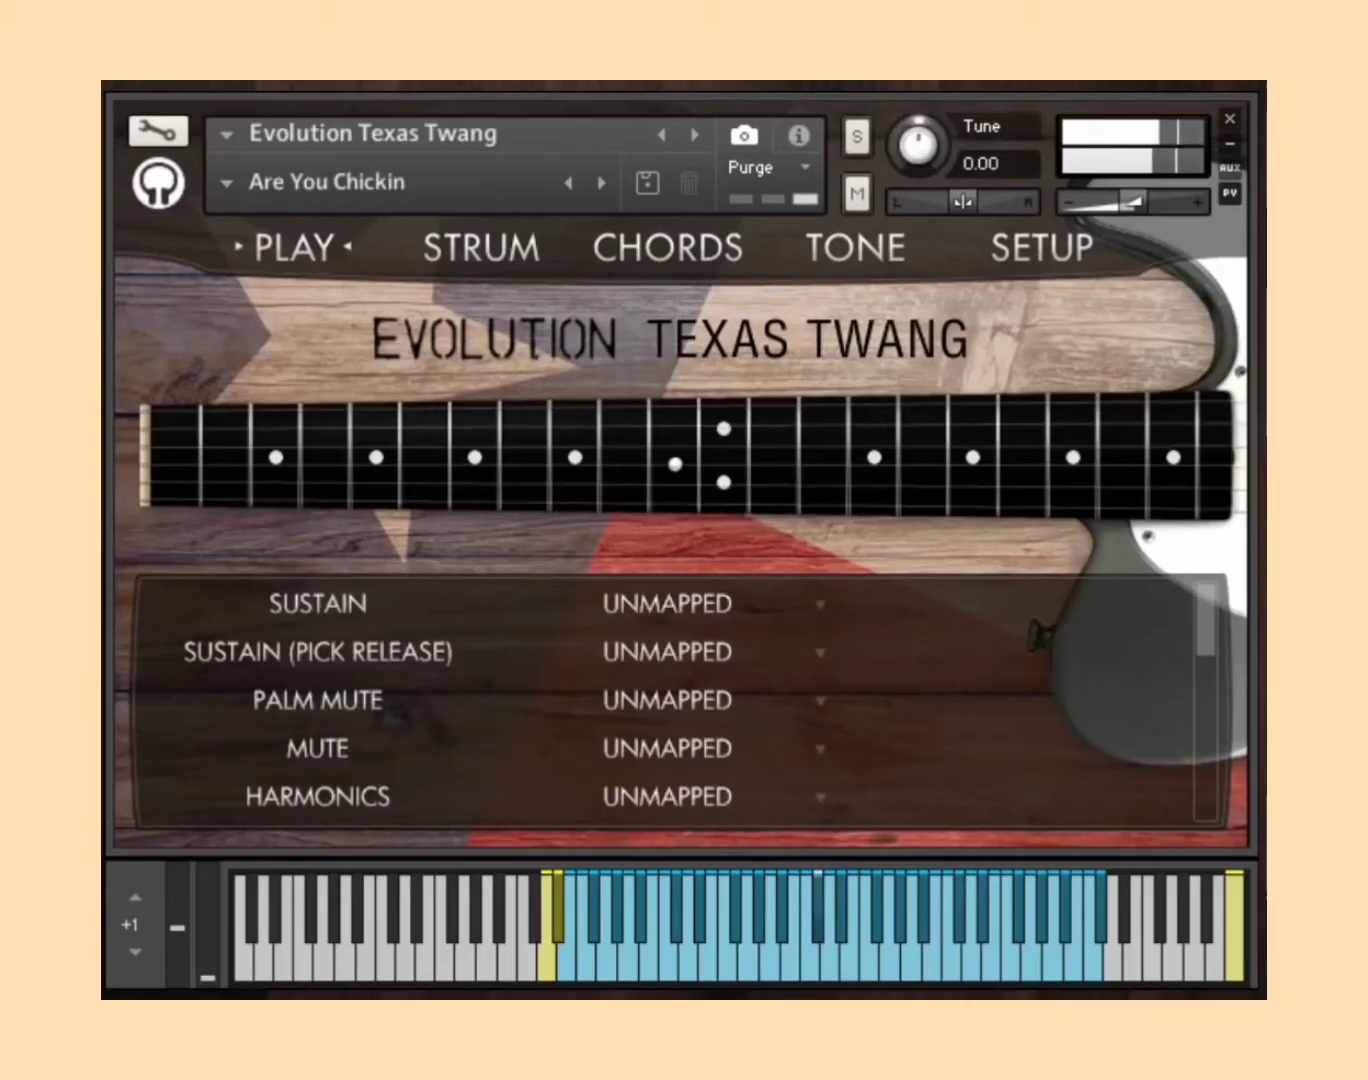 Evolution Texas Twang
Are You Chickin
Purge
S
M
Tune
0.00
L R
- +
×
-
AUX
PV
PLAY STRUM CHORDS TONE SETUP
EVOLUTION TEXAS TWANG
SUSTAIN UNMAPPED
SUSTAIN (PICK RELEASE) UNMAPPED
PALM MUTE UNMAPPED
MUTE UNMAPPED
HARMONICS UNMAPPED
+1